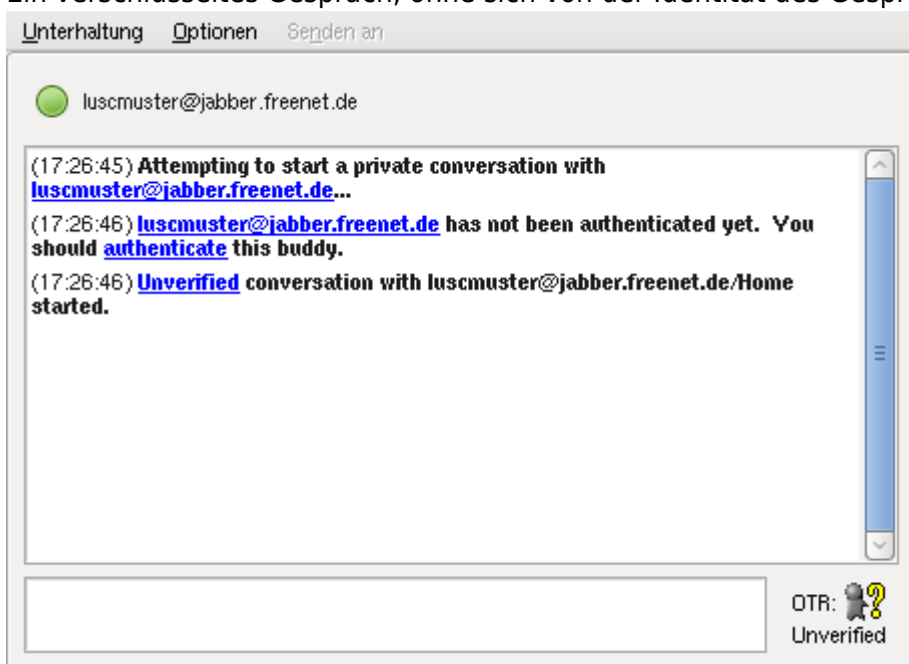 Unterhaltung Optionen Senden an
luscmuster@jabber.freenet.de
(17:26:45) Attempting to start a private conversation with
luscmuster@jabber.freenet.de...
(17:26:46) luscmuster@jabber.freenet.de has not been authenticated yet.  You
should authenticate this buddy.
(17:26:46) Unverified conversation with luscmuster@jabber.freenet.de/Home
started.
OTR:
Unverified